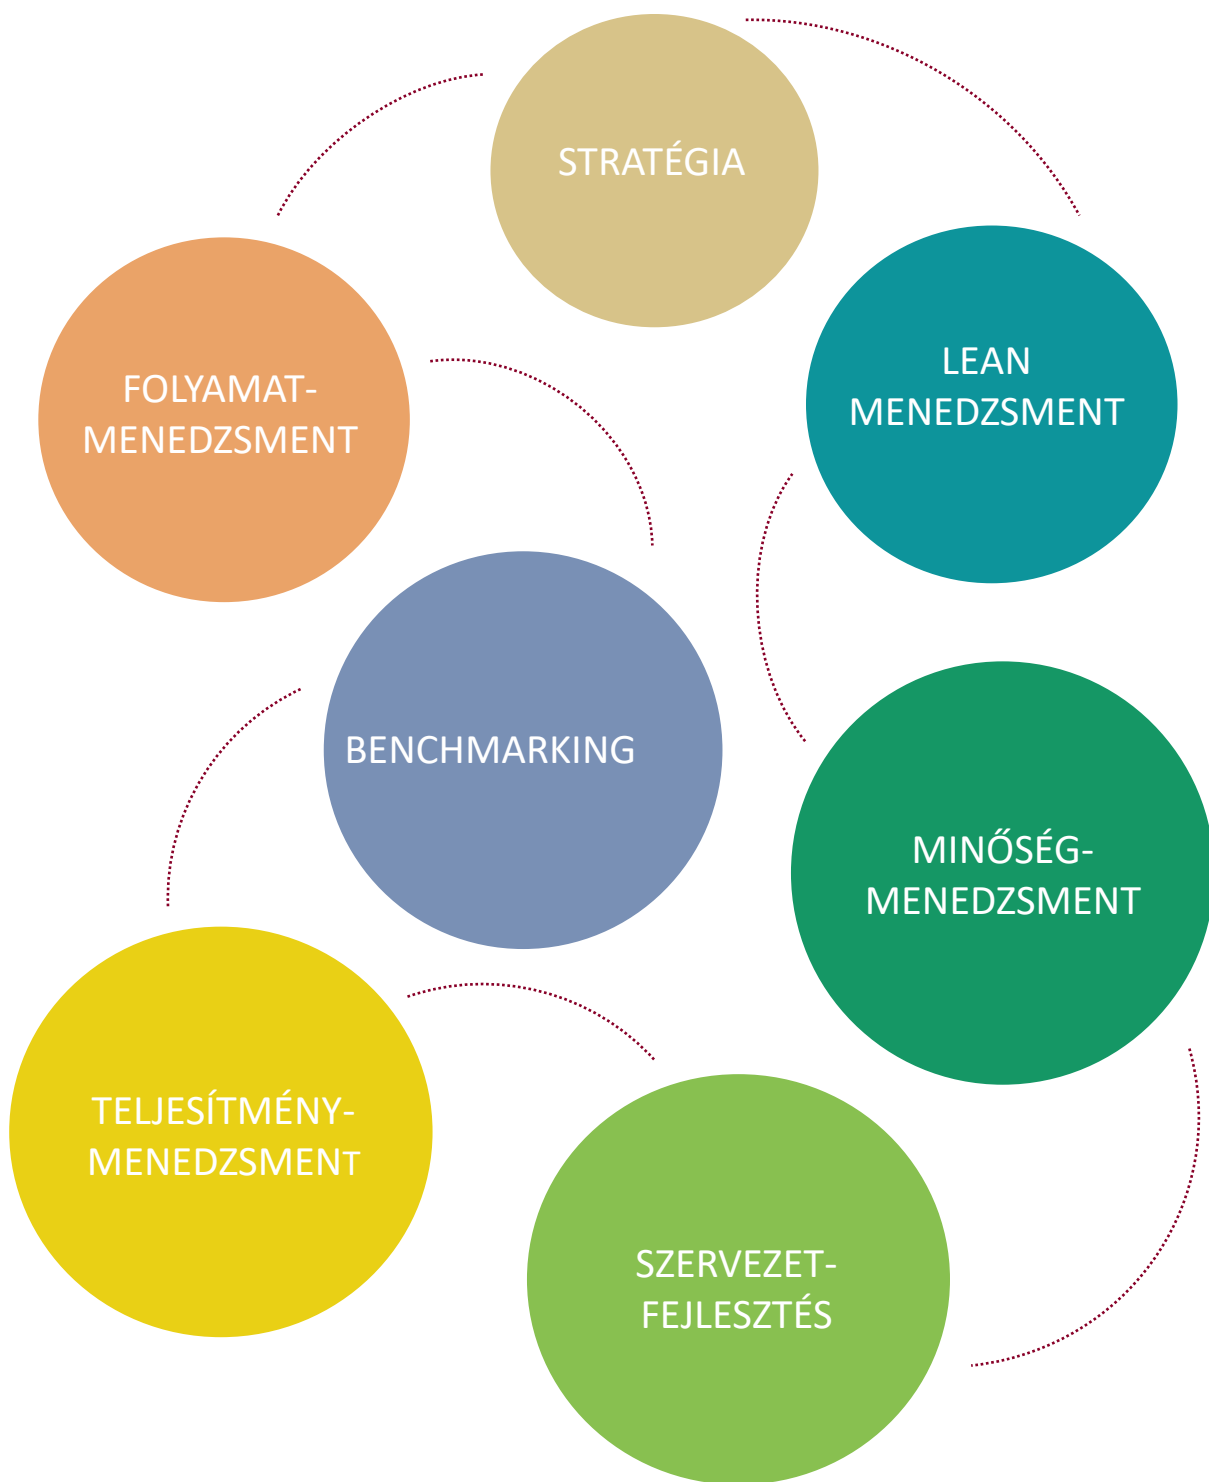 STRATÉGIA
FOLYAMAT-
MENEDZSMENT
LEAN
MENEDZSMENT
BENCHMARKING
MINŐSÉG-
MENEDZSMENT
TELJESÍTMÉNY-
MENEDZSMENT
SZERVEZET-
FEJLESZTÉS